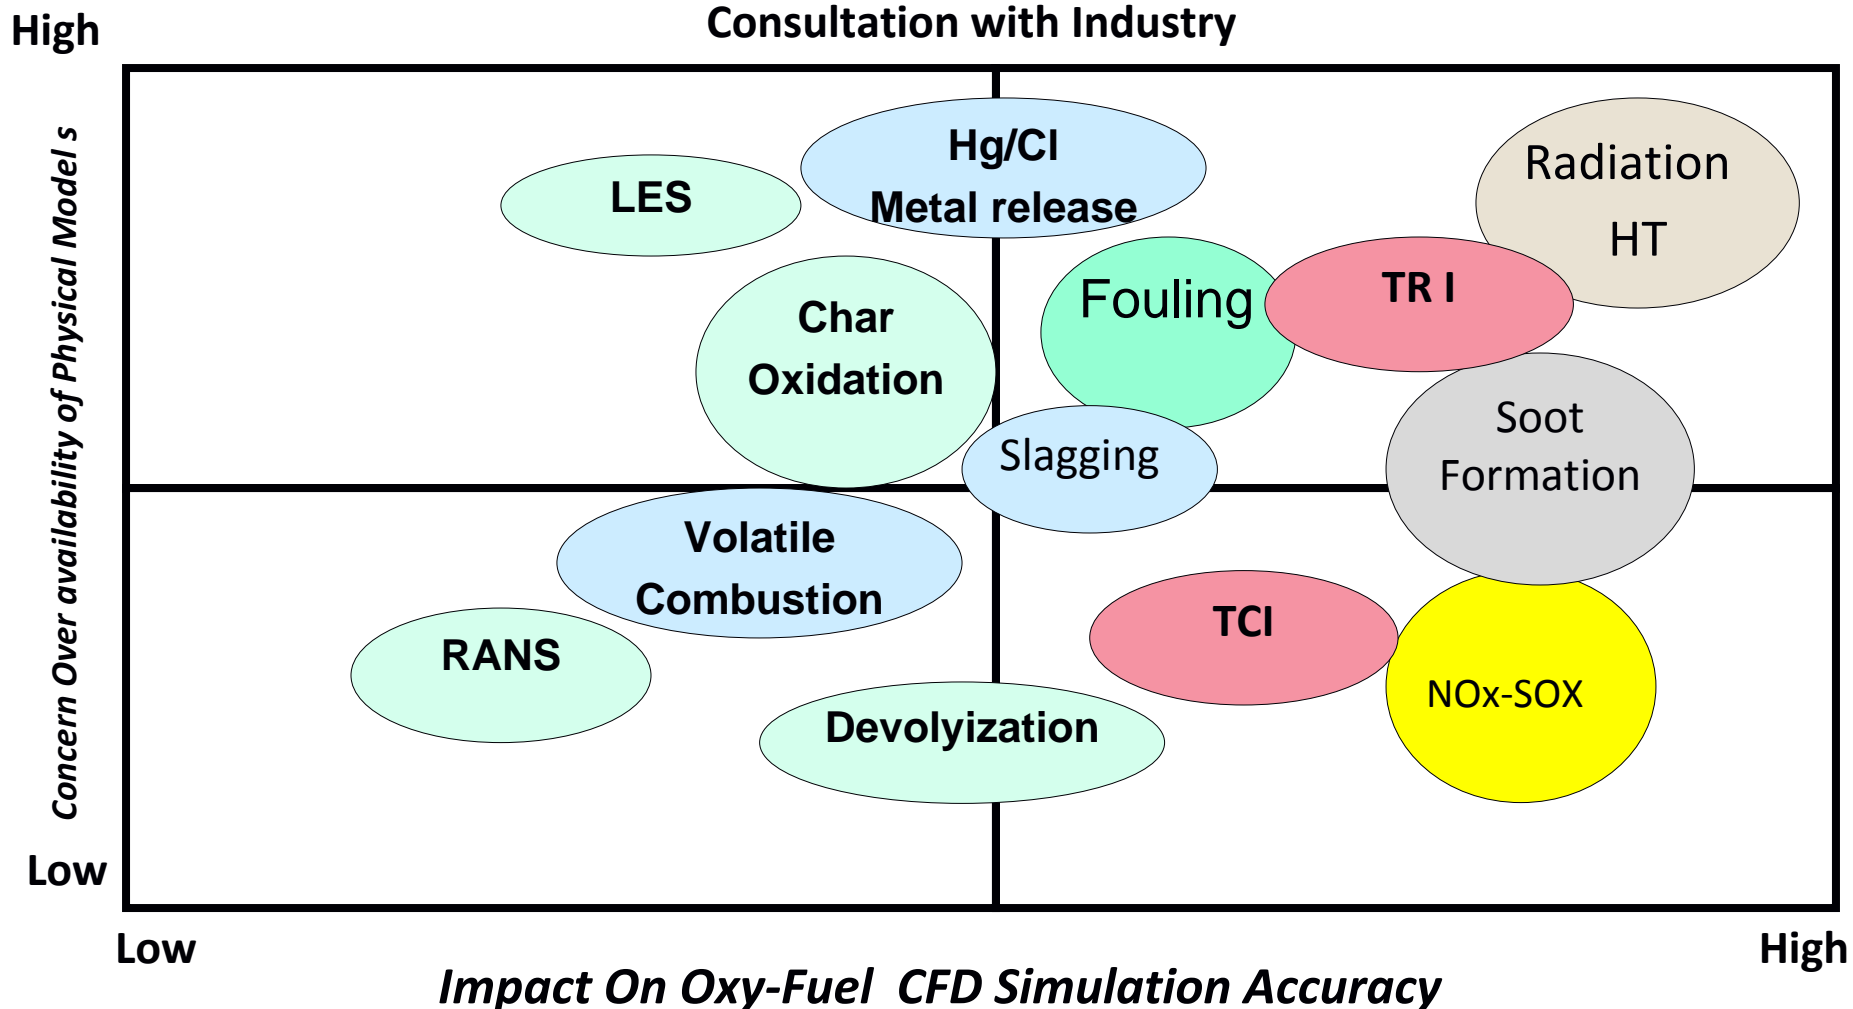 Consultation with Industry
High
Concern Over availability of Physical Model s
Hg/Cl
Metal release
LES
Radiation
HT
Char
Oxidation
Fouling
TR I
Slagging
Soot
Formation
Volatile
Combustion
RANS
TCI
NOx-SOX
Devolyization
Low
Low
High
Impact On Oxy-Fuel CFD Simulation Accuracy